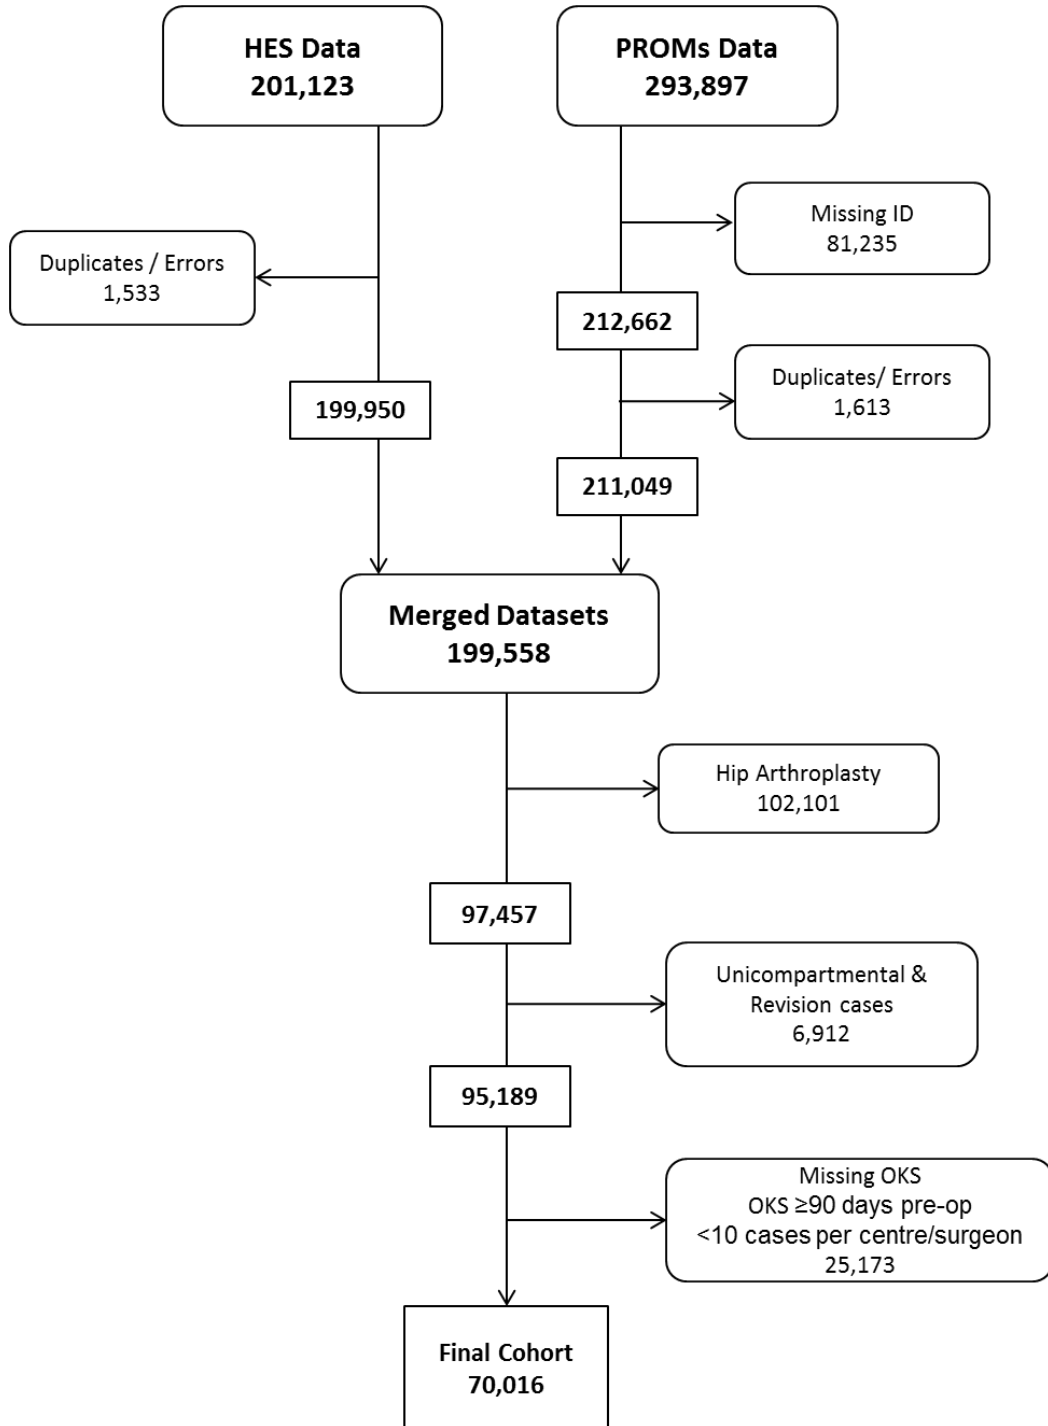 HES Data
201,123
PROMs Data
293,897
Missing ID
81,235
Duplicates / Errors
1,533
212,662
Duplicates/ Errors
1,613
199,950
211,049
Merged Datasets
199,558
Hip Arthroplasty
102,101
97,457
Unicompartmental &
Revision cases
6,912
95,189
Missing OKS
OKS ≥90 days pre-op
<10 cases per centre/surgeon
25,173
Final Cohort
70,016